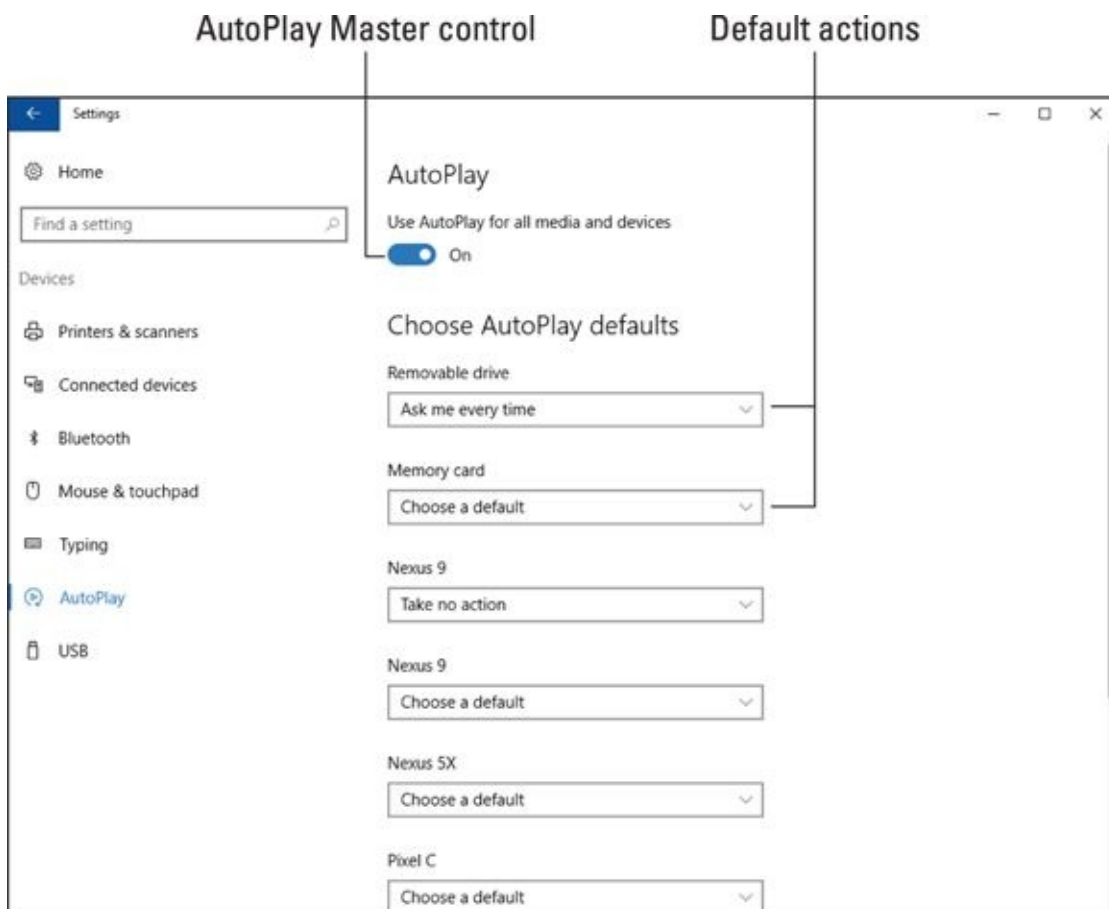 AutoPlay Master control
Default actions
Settings
Home
Find a setting
Devices
Printers & scanners
Connected devices
Bluetooth
Mouse & touchpad
Typing
AutoPlay
USB
AutoPlay
Use AutoPlay for all media and devices
On
Choose AutoPlay defaults
Removable drive
Ask me every time
Memory card
Choose a default
Nexus 9
Take no action
Nexus 9
Choose a default
Nexus 5X
Choose a default
Pixel C
Choose a default